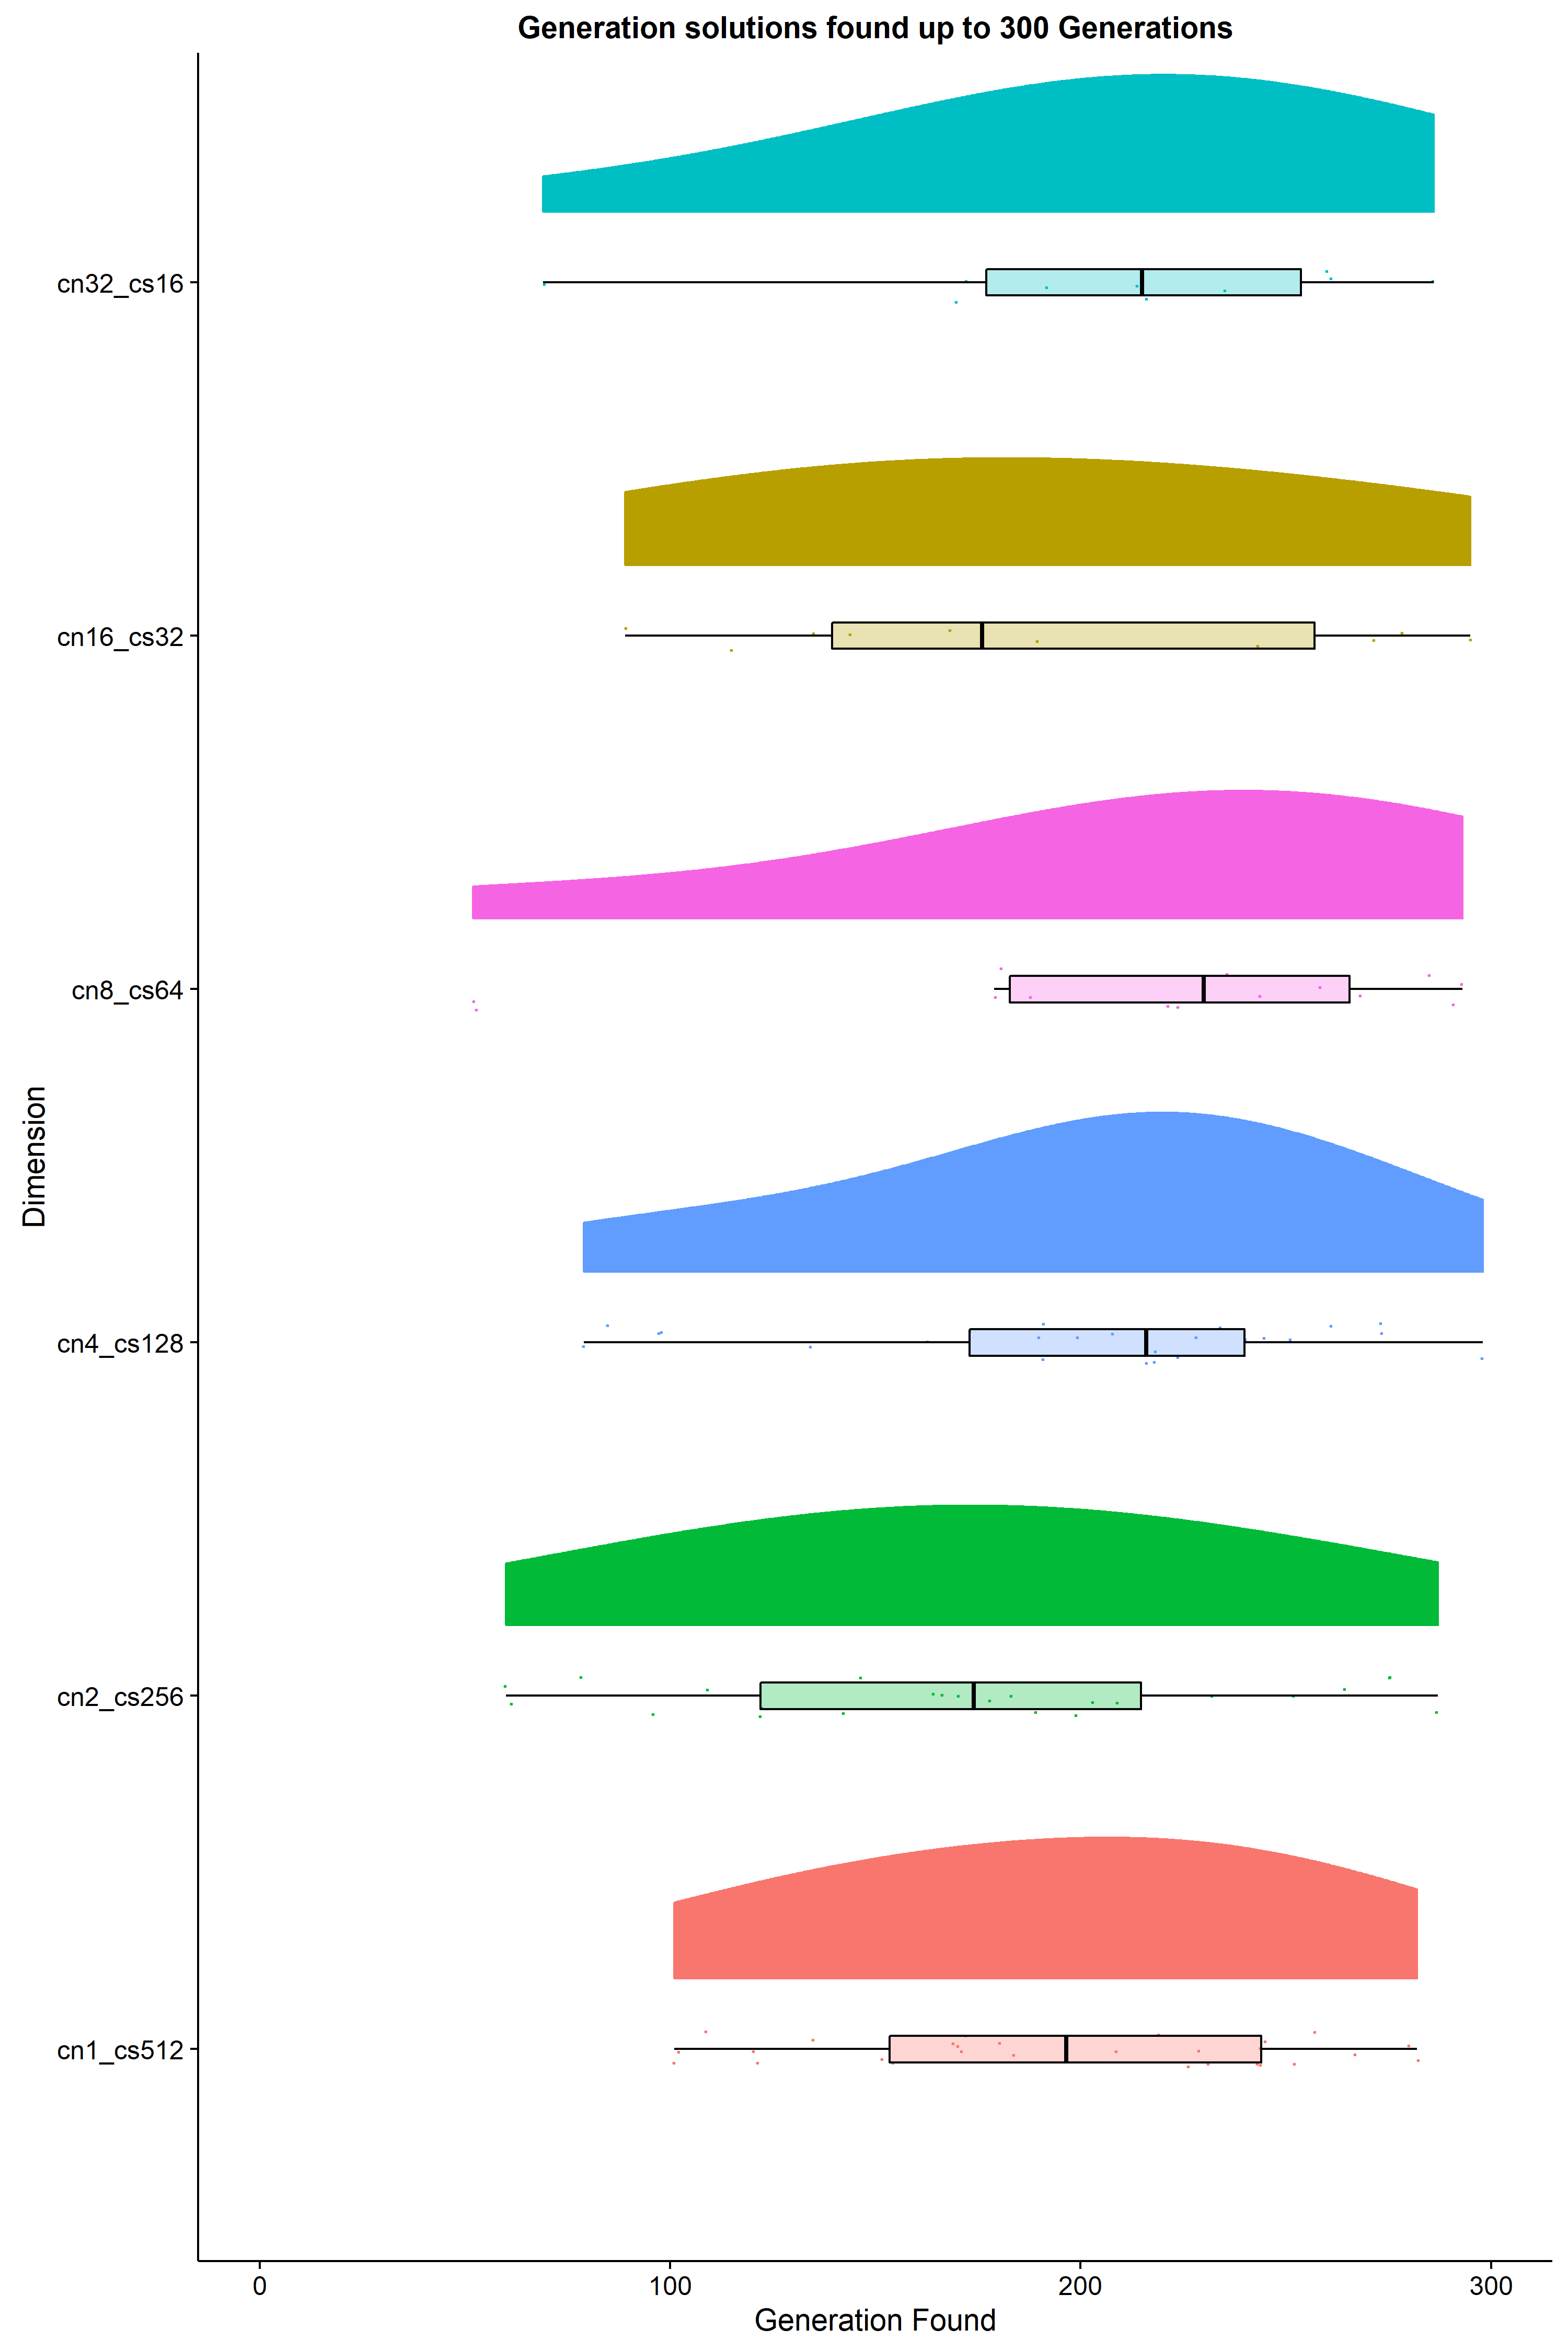 Generation solutions found up to 300 Generations
cn32_cs16
cn16_cs32
cn8_cs64
Dimension
cn4_cs128
cn2_cs256
cn1_cs512
0 100 200 300
Generation Found